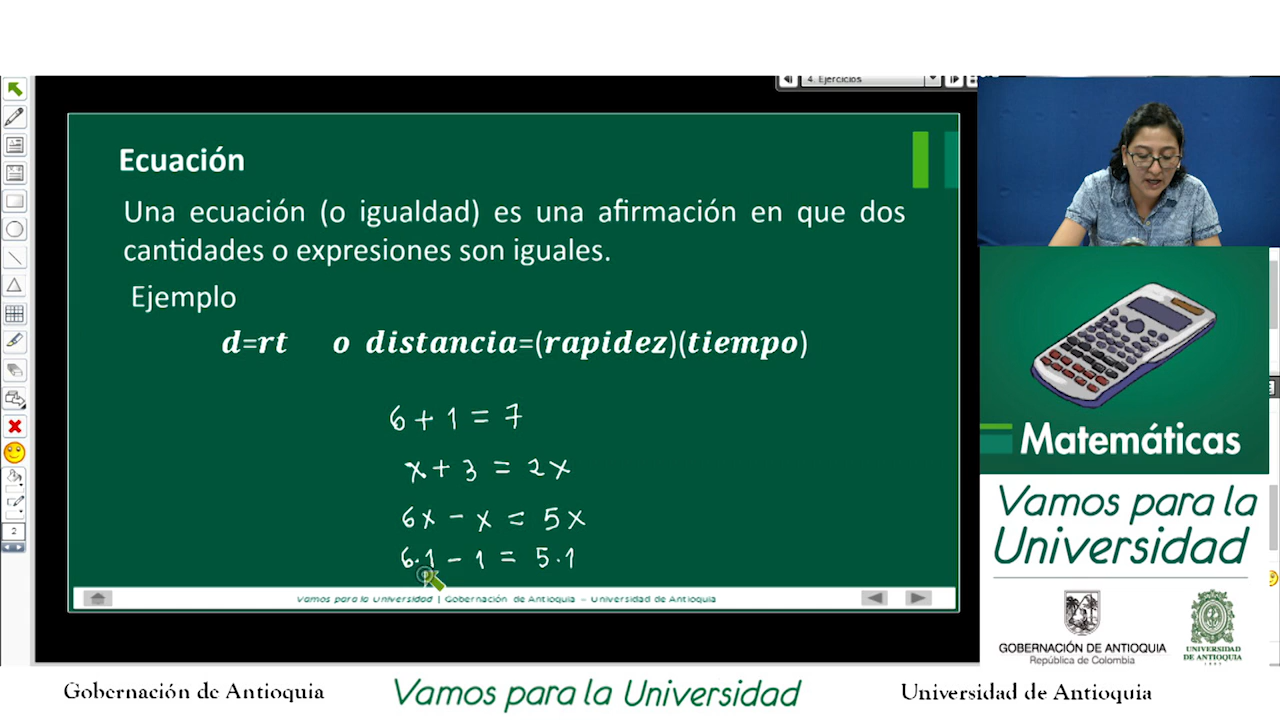 4. Ejercicios
Ecuación
Una ecuación (o igualdad) es una afirmación en que dos
cantidades o expresiones son iguales.
Ejemplo
d=rt o distancia=(rapidez)(tiempo)
6 + 1 = 7
x + 3 = 2x
6x - x = 5x
6·1 - 1 = 5·1
2
Vamos para la Universidad | Gobernación de Antioquia – Universidad de Antioquia
Matemáticas
Vamos para la
Universidad
GOBERNACIÓN DE ANTIOQUIA
República de Colombia
UNIVERSIDAD
DE ANTIOQUIA
Gobernación de Antioquia
Vamos para la Universidad
Universidad de Antioquia